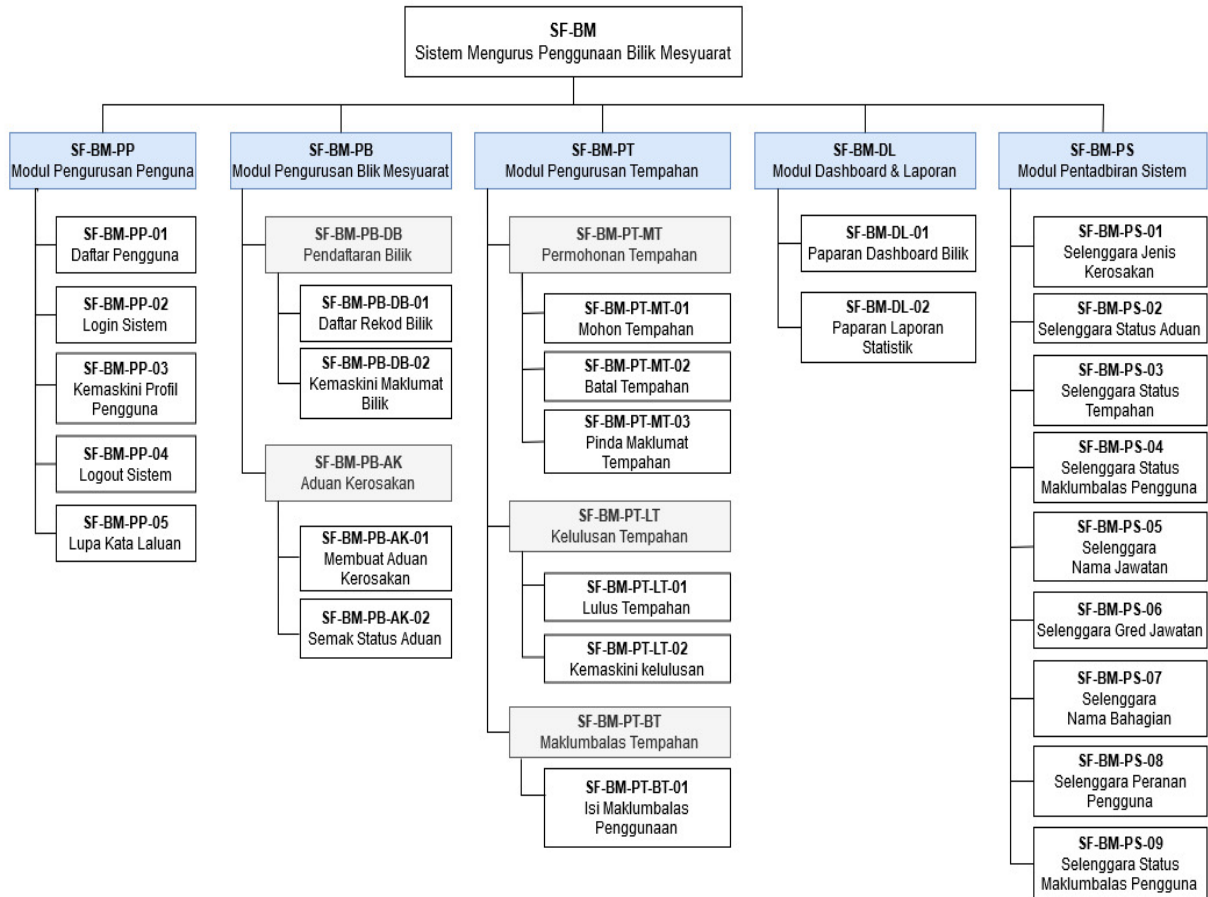 SF-BM
Sistem Mengurus Penggunaan Bilik Mesyuarat
SF-BM-PP
Modul Pengurusan Penguna
SF-BM-PP-01
Daftar Pengguna
SF-BM-PP-02
Login Sistem
SF-BM-PP-03
Kemaskini Profil
Pengguna
SF-BM-PP-04
Logout Sistem
SF-BM-PP-05
Lupa Kata Laluan
SF-BM-PB
Modul Pengurusan Blik Mesyuarat
SF-BM-PB-DB
Pendaftaran Bilik
SF-BM-PB-DB-01
Daftar Rekod Bilik
SF-BM-PB-DB-02
Kemaskini Maklumat
Bilik
SF-BM-PB-AK
Aduan Kerosakan
SF-BM-PB-AK-01
Membuat Aduan
Kerosakan
SF-BM-PB-AK-02
Semak Status Aduan
SF-BM-PT
Modul Pengurusan Tempahan
SF-BM-PT-MT
Permohonan Tempahan
SF-BM-PT-MT-01
Mohon Tempahan
SF-BM-PT-MT-02
Batal Tempahan
SF-BM-PT-MT-03
Pinda Maklumat
Tempahan
SF-BM-PT-LT
Kelulusan Tempahan
SF-BM-PT-LT-01
Lulus Tempahan
SF-BM-PT-LT-02
Kemaskini kelulusan
SF-BM-PT-BT
Maklumbalas Tempahan
SF-BM-PT-BT-01
Isi Maklumbalas
Penggunaan
SF-BM-DL
Modul Dashboard & Laporan
SF-BM-DL-01
Paparan Dashboard Bilik
SF-BM-DL-02
Paparan Laporan
Statistik
SF-BM-PS
Modul Pentadbiran Sistem
SF-BM-PS-01
Selenggara Jenis
Kerosakan
SF-BM-PS-02
Selenggara Status Aduan
SF-BM-PS-03
Selenggara Status
Tempahan
SF-BM-PS-04
Selenggara Status
Maklumbalas Pengguna
SF-BM-PS-05
Selenggara
Nama Jawatan
SF-BM-PS-06
Selenggara Gred Jawatan
SF-BM-PS-07
Selenggara
Nama Bahagian
SF-BM-PS-08
Selenggara Peranan
Pengguna
SF-BM-PS-09
Selenggara Status
Maklumbalas Pengguna